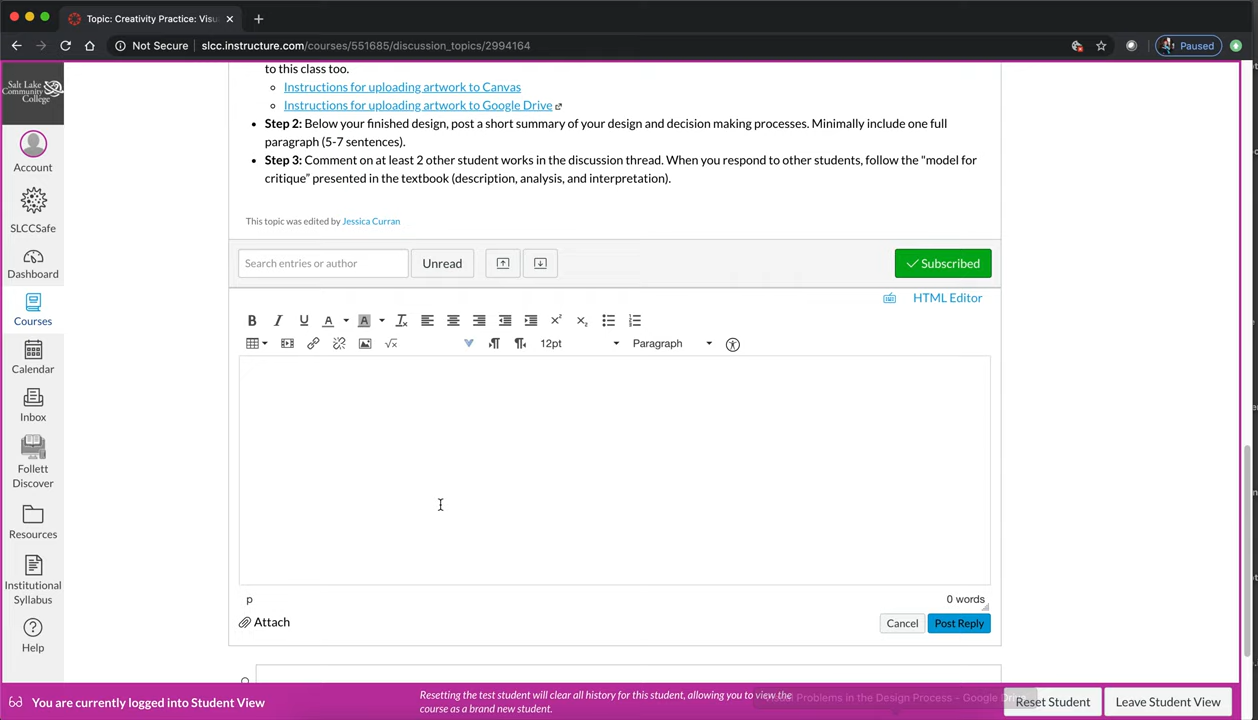 Topic: Creativity Practice: Visu
Not Secure slcc.instructure.com/courses/551685/discussion_topics/2994164 Paused
Salt Lake
Community
College
Account
SLCCSafe
Dashboard
Courses
Calendar
Inbox
Follett
Discover
Resources
Institutional
Syllabus
Help
to this class too.
Instructions for uploading artwork to Canvas
Instructions for uploading artwork to Google Drive
Step 2: Below your finished design, post a short summary of your design and decision making processes. Minimally include one full
paragraph (5-7 sentences).
Step 3: Comment on at least 2 other student works in the discussion thread. When you respond to other students, follow the "model for
critique" presented in the textbook (description, analysis, and interpretation).
This topic was edited by Jessica Curran
Search entries or author Unread Subscribed
HTML Editor
12pt Paragraph
p 0 words
Attach Cancel Post Reply
You are currently logged into Student View
Resetting the test student will clear all history for this student, allowing you to view the
course as a brand new student.
Problems in the Design Process - Google
Reset Student Leave Student View